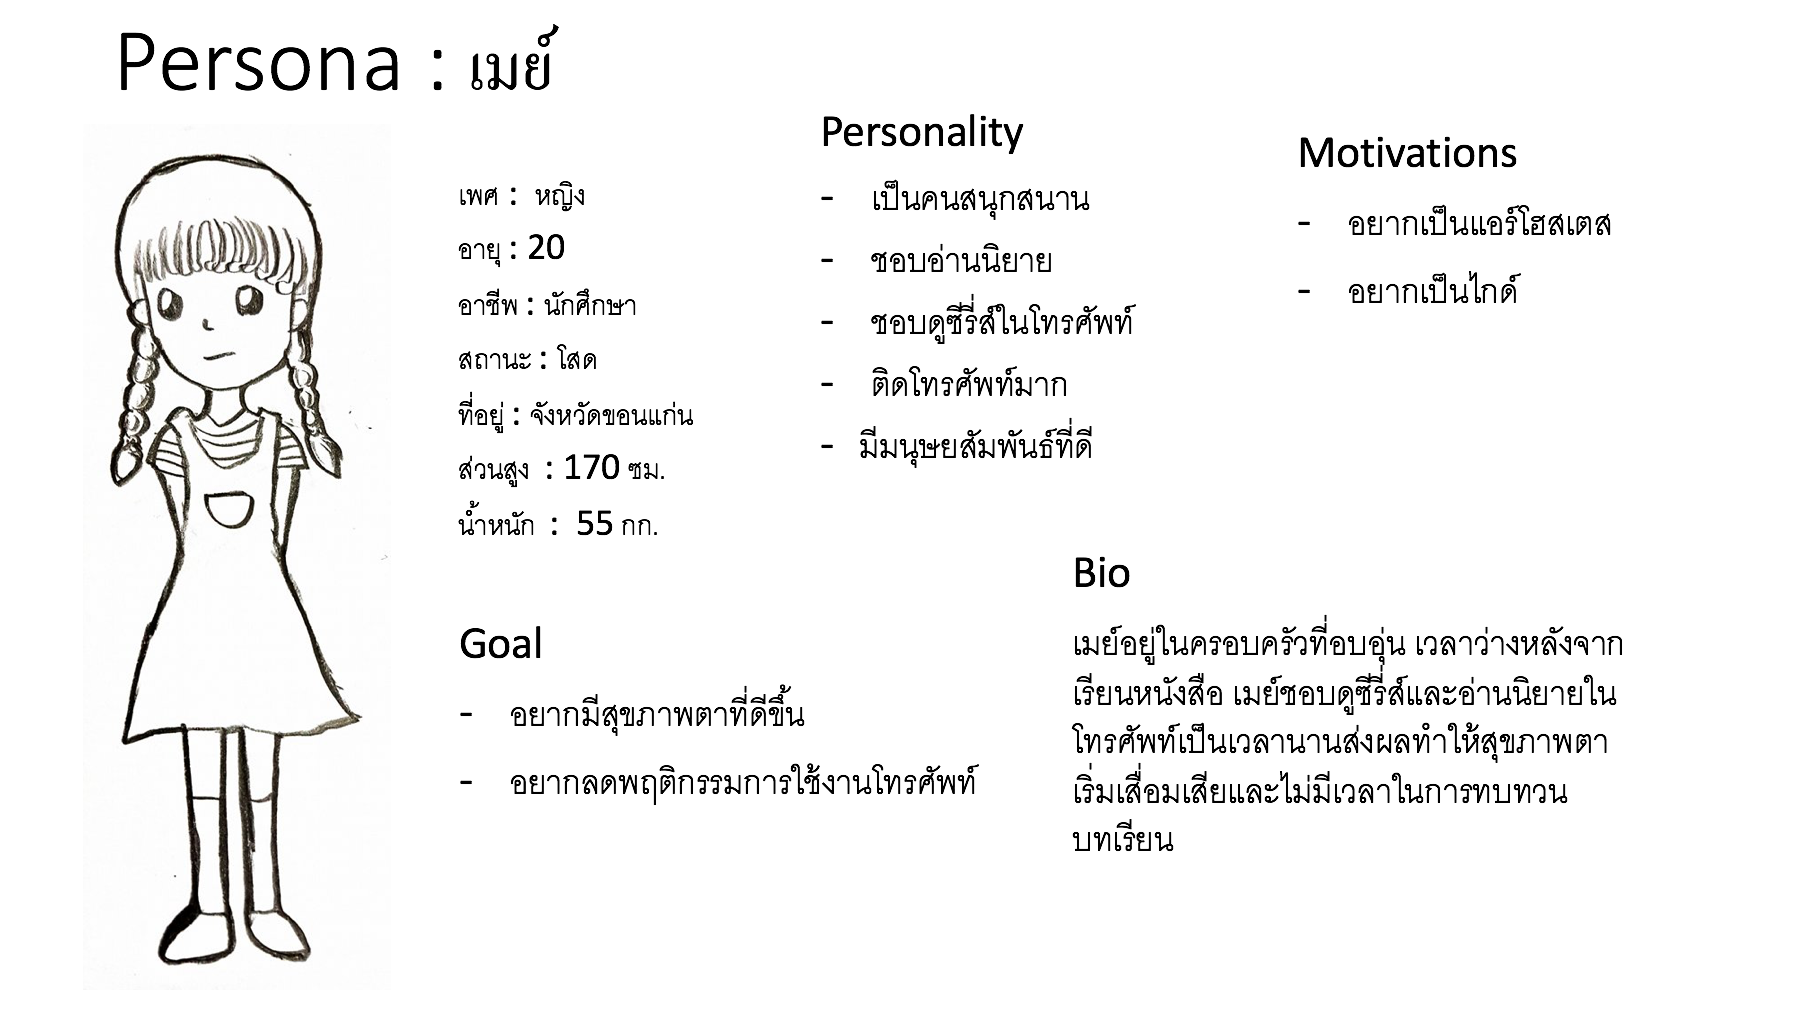 Persona : เมย์
เพศ : หญิง
อายุ : 20
อาชีพ : นักศึกษา
สถานะ : โสด
ที่อยู่ : จังหวัดขอนแก่น
ส่วนสูง : 170 ซม.
น้ำหนัก : 55 กก.
Personality
- เป็นคนสนุกสนาน
- ชอบอ่านนิยาย
- ชอบดูซีรี่ส์ในโทรศัพท์
- ติดโทรศัพท์มาก
- มีมนุษยสัมพันธ์ที่ดี
Motivations
- อยากเป็นแอร์โฮสเตส
- อยากเป็นไกด์
Goal
- อยากมีสุขภาพตาที่ดีขึ้น
- อยากลดพฤติกรรมการใช้งานโทรศัพท์
Bio
เมย์อยู่ในครอบครัวที่อบอุ่น เวลาว่างหลังจาก
เรียนหนังสือ เมย์ชอบดูซีรี่ส์และอ่านนิยายใน
โทรศัพท์เป็นเวลานานส่งผลทำให้สุขภาพตา
เริ่มเสื่อมเสียและไม่มีเวลาในการทบทวน
บทเรียน